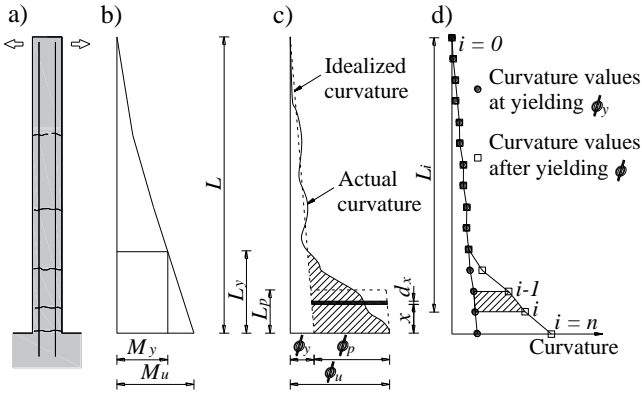 a)
b)
c)
d)
i = 0
Idealized
curvature
Curvature values
at yielding ϕy
Curvature values
after yielding ϕ
L
Li
Actual
curvature
Ly
Lp
dx
x
i-1
i
i = n
My
ϕy
ϕp
Curvature
Mu
ϕu